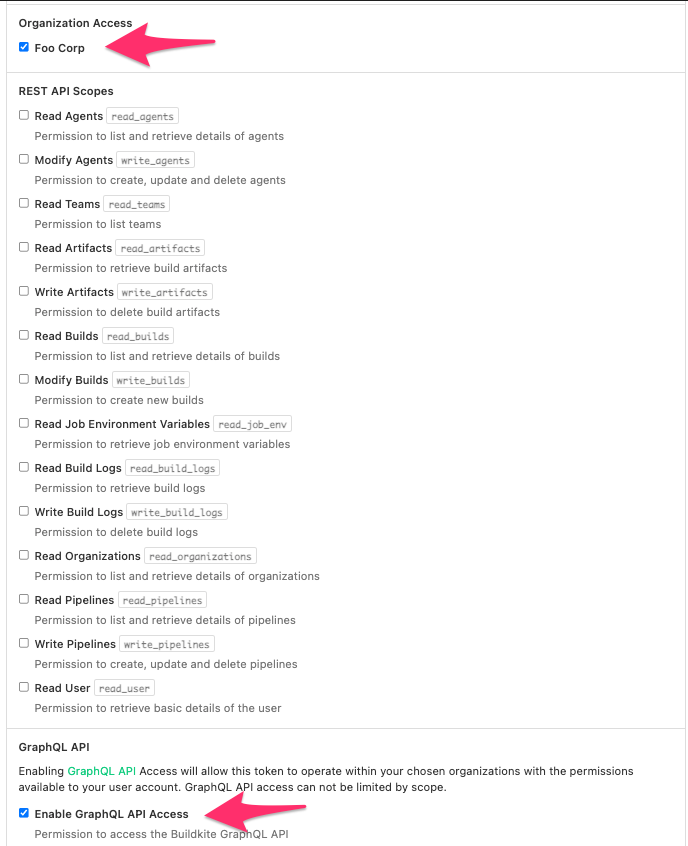 Organization Access
Foo Corp
REST API Scopes
Read Agents read_agents
Permission to list and retrieve details of agents
Modify Agents write_agents
Permission to create, update and delete agents
Read Teams read_teams
Permission to list teams
Read Artifacts read_artifacts
Permission to retrieve build artifacts
Write Artifacts write_artifacts
Permission to delete build artifacts
Read Builds read_builds
Permission to list and retrieve details of builds
Modify Builds write_builds
Permission to create new builds
Read Job Environment Variables read_job_env
Permission to retrieve job environment variables
Read Build Logs read_build_logs
Permission to retrieve build logs
Write Build Logs write_build_logs
Permission to delete build logs
Read Organizations read_organizations
Permission to list and retrieve details of organizations
Read Pipelines read_pipelines
Permission to list and retrieve details of pipelines
Write Pipelines write_pipelines
Permission to create, update and delete pipelines
Read User read_user
Permission to retrieve basic details of the user
GraphQL API
Enabling GraphQL API Access will allow this token to operate within your chosen organizations with the permissions
available to your user account. GraphQL API access can not be limited by scope.
Enable GraphQL API Access
Permission to access the Buildkite GraphQL API